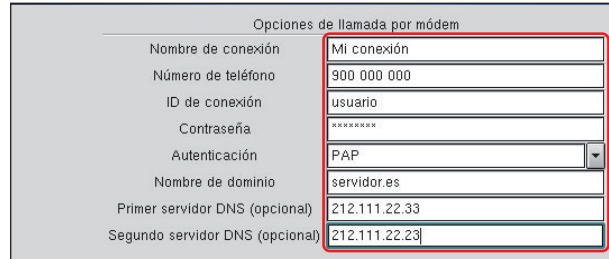 Opciones de llamada por módem
Nombre de conexión Mi conexión
Número de teléfono 900 000 000
ID de conexión usuario
Contraseña ********
Autenticación PAP
Nombre de dominio servidor.es
Primer servidor DNS (opcional) 212.111.22.33
Segundo servidor DNS (opcional) 212.111.22.23